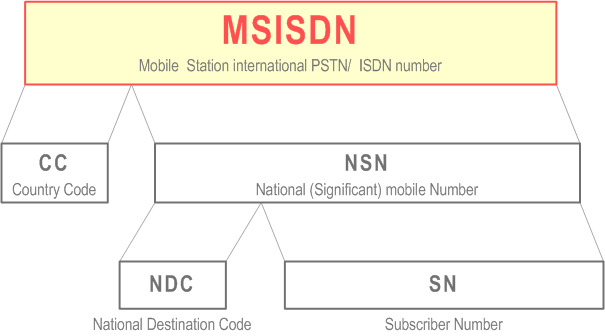 MSISDN
Mobile Station international PSTN/ ISDN number
CC
Country Code
NSN
National (Significant) mobile Number
NDC
SN
National Destination Code
Subscriber Number